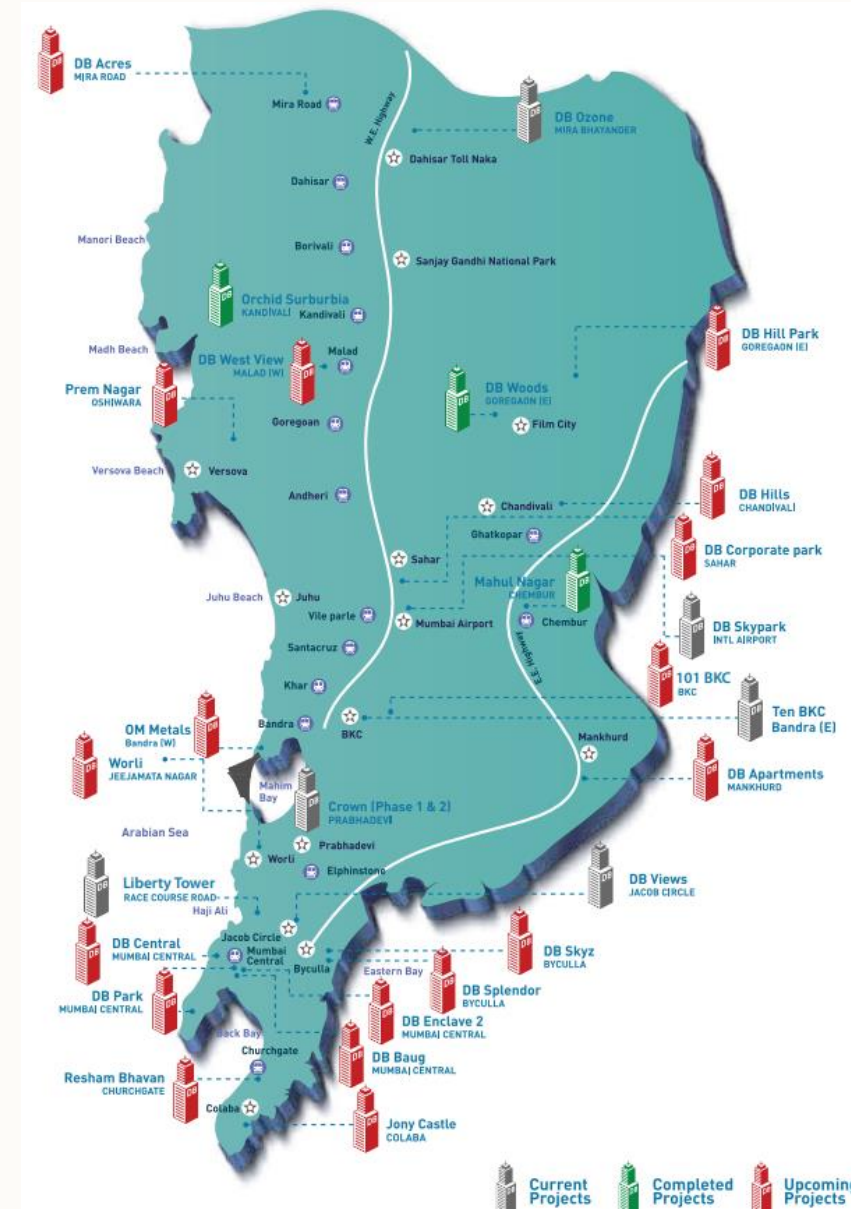 DB Acres
MIRA ROAD
Mira Road
W.E. Highway
DB Ozone
MIRA BHAYANDER
Dahisar Toll Naka
Dahisar
Manori Beach
Borivali
Sanjay Gandhi National Park
Orchid Surburbia
KANDIVALI
Kandivali
Madh Beach
DB West View
MALAD (W)
Malad
DB Hill Park
GOREGAON (E)
Prem Nagar
OSHIWARA
DB Woods
GOREGAON (E)
Goregoan
Film City
Versova Beach
Versova
Andheri
Chandivali
DB Hills
CHANDIVALI
Ghatkopar
Sahar
DB Corporate park
SAHAR
Mahul Nagar
CHEMBUR
Juhu Beach
Juhu
Vile parle
Mumbai Airport
Chembur
DB Skypark
INTL AIRPORT
Santacruz
E.E. Highway
Khar
101 BKC
BKC
Bandra
BKC
Ten BKC
Bandra (E)
OM Metals
Bandra (W)
Mankhurd
Worli
JEEJAMATA NAGAR
Mahim
Bay
DB Apartments
MANKHURD
Crown (Phase 1 & 2)
PRABHADEVI
Arabian Sea
Prabhadevi
Worli
Elphinstone
Liberty Tower
RACE COURSE ROAD
DB Views
JACOB CIRCLE
Haji Ali
Jacob Circle
DB Central
MUMBAI CENTRAL
Mumbai
Central
Byculla
DB Skyz
BYCULLA
Eastern Bay
DB Park
MUMBAI CENTRAL
DB Splendor
BYCULLA
DB Enclave 2
MUMBAI CENTRAL
Back Bay
Churchgate
DB Baug
MUMBAI CENTRAL
Resham Bhavan
CHURCHGATE
Colaba
Jony Castle
COLABA
Current
Projects
Completed
Projects
Upcoming
Projects